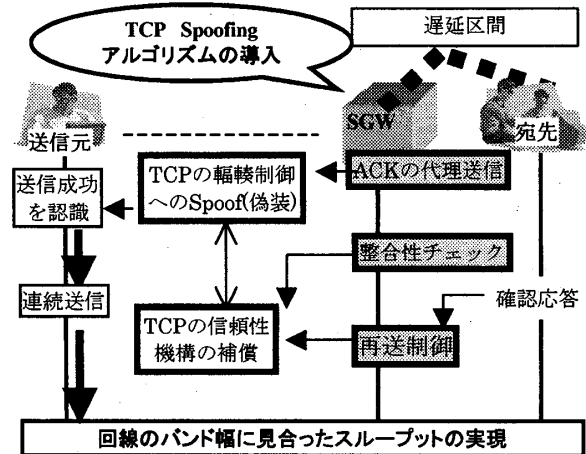 TCP Spoofing
アルゴリズムの導入
遅延区間
送信元
SGW
宛先
送信成功
を認識
TCPの輻輳制御
へのSpoof(偽装)
ACKの代理送信
整合性チェック
連続送信
確認応答
TCPの信頼性
機構の補償
再送制御
回線のバンド幅に見合ったスループットの実現